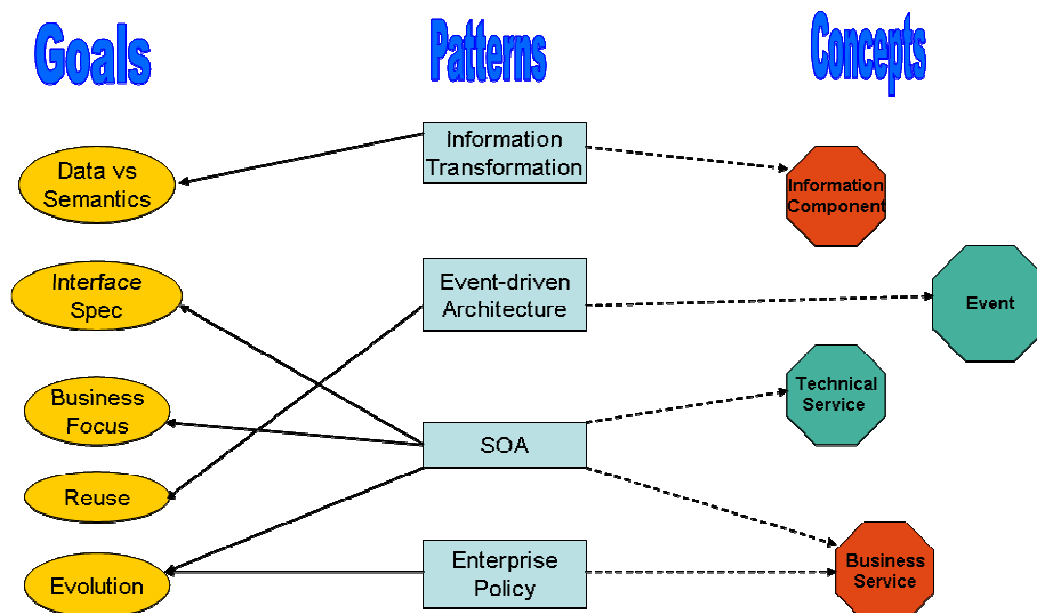 Goals
Patterns
Concepts
Data vs
Semantics
Interface
Spec
Business
Focus
Reuse
Evolution
Information
Transformation
Event-driven
Architecture
SOA
Enterprise
Policy
Information
Component
Event
Technical
Service
Business
Service